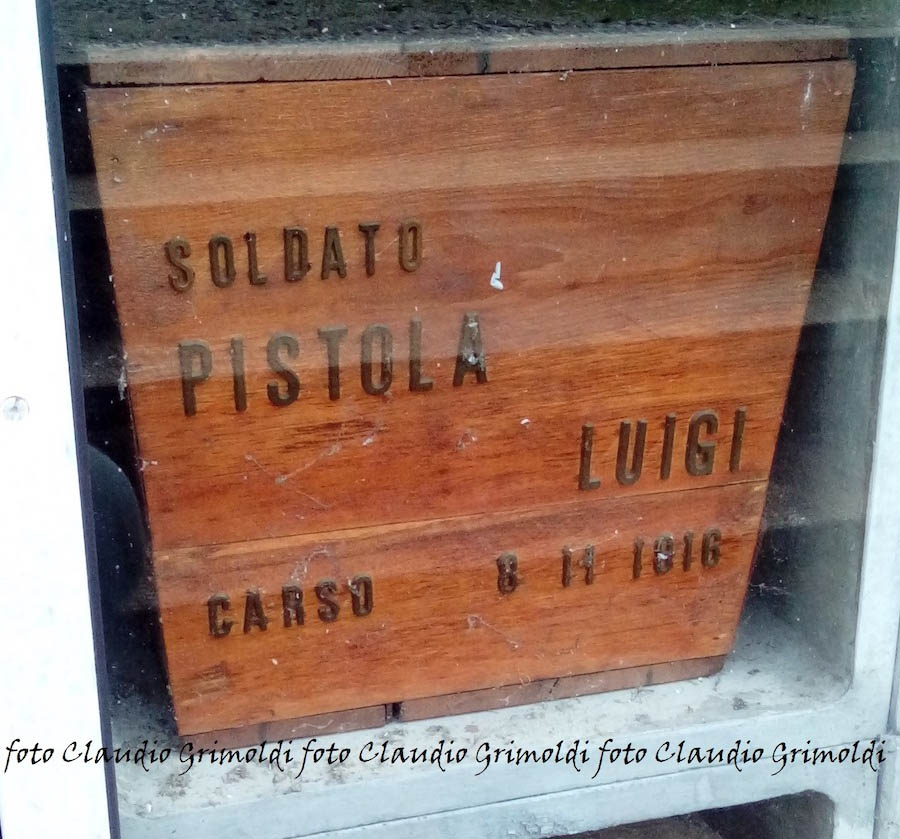 SOLDATO
PISTOLA
LUIGI
CARSO 8 11 1916
foto Claudio Grimoldi foto Claudio Grimoldi foto Claudio Grimoldi